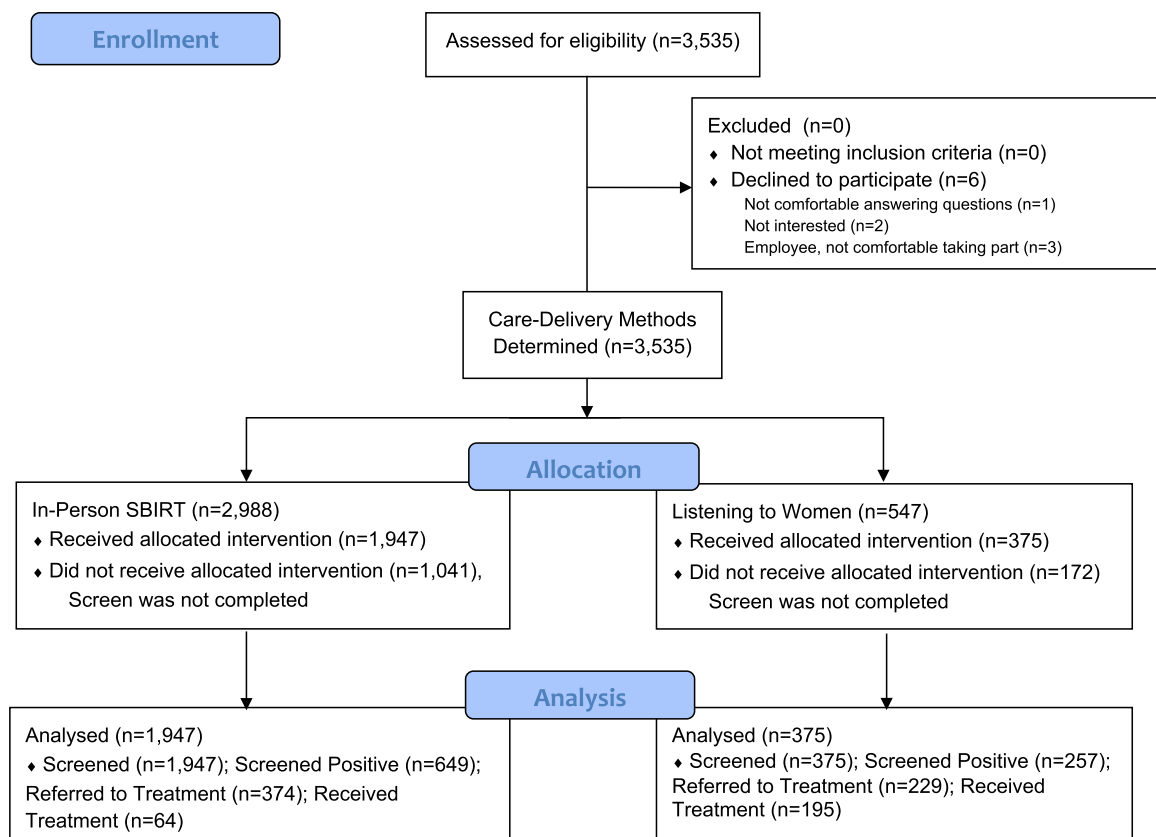 Enrollment
Assessed for eligibility (n=3,535)
Excluded (n=0)
♦ Not meeting inclusion criteria (n=0)
♦ Declined to participate (n=6)
Not comfortable answering questions (n=1)
Not interested (n=2)
Employee, not comfortable taking part (n=3)
Care-Delivery Methods
Determined (n=3,535)
Allocation
In-Person SBIRT (n=2,988)
♦ Received allocated intervention (n=1,947)
♦ Did not receive allocated intervention (n=1,041),
Screen was not completed
Listening to Women (n=547)
♦ Received allocated intervention (n=375)
♦ Did not receive allocated intervention (n=172)
Screen was not completed
Analysis
Analysed (n=1,947)
♦ Screened (n=1,947); Screened Positive (n=649);
Referred to Treatment (n=374); Received
Treatment (n=64)
Analysed (n=375)
♦ Screened (n=375); Screened Positive (n=257);
Referred to Treatment (n=229); Received
Treatment (n=195)